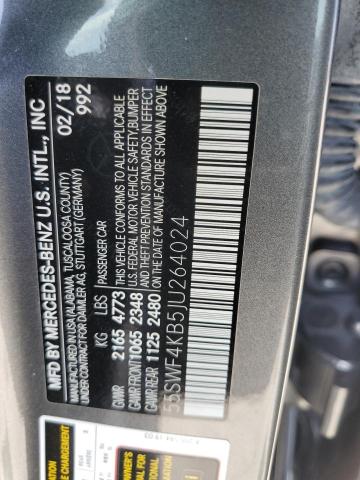 MFD BY MERCEDES-BENZ U.S. INTL., INC
MANUFACTURED IN USA (ALABAMA, TUSCALOOSA COUNTY) 02/18
UNDER CONTRACT FOR DAIMLER AG, STUTTGART (GERMANY) 992
KG LBS PASSENGER CAR
GVWR 2165 4773 THIS VEHICLE CONFORMS TO ALL APPLICABLE
GAWR FRONT 1065 2348 U.S. FEDERAL MOTOR VEHICLE SAFETY, BUMPER
GAWR REAR 1125 2480 AND THEFT PREVENTION STANDARDS IN EFFECT
ON THE DATE OF MANUFACTURE SHOWN ABOVE
55SWF4KB5JU264024